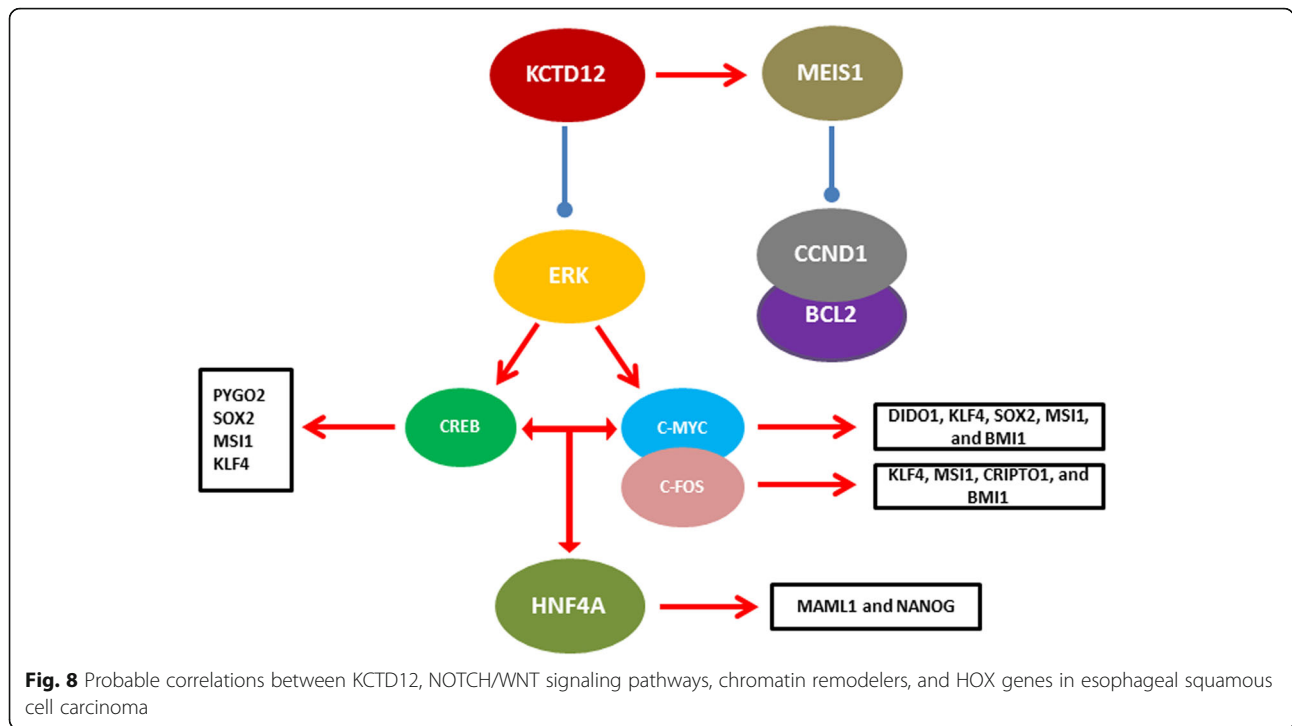 KCTD12
MEIS1
ERK
CCND1
BCL2
PYGO2
SOX2
MSI1
KLF4
CREB
C-MYC
C-FOS
DIDO1, KLF4, SOX2, MSI1,
and BMI1
KLF4, MSI1, CRIPTO1, and
BMI1
HNF4A
MAML1 and NANOG
Fig. 8 Probable correlations between KCTD12, NOTCH/WNT signaling pathways, chromatin remodelers, and HOX genes in esophageal squamous
cell carcinoma